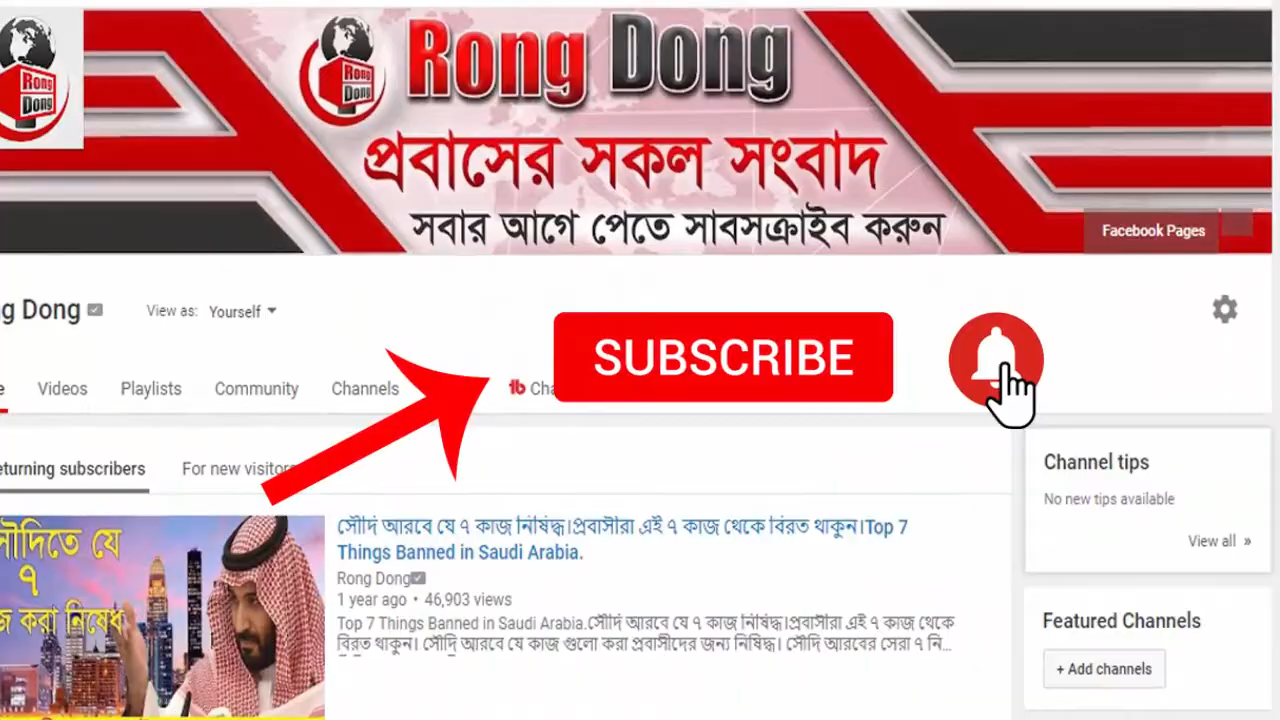 Rong
Dong
Rong Dong
Rong
Dong
প্রবাসের সকল সংবাদ
সবার আগে পেতে সাবসক্রাইব করুন
Facebook Pages
g Dong
View as: Yourself
SUBSCRIBE
e Videos Playlists Community Channels
tb Cha
eturning subscribers For new visitors
Channel tips
No new tips available
View all »
সৌদিতে যে
৭
জ করা নিষেধ
সৌদি আরবে যে ৭ কাজ নিষিদ্ধ।প্রবাসীরা এই ৭ কাজ থেকে বিরত থাকুন।Top 7
Things Banned in Saudi Arabia.
Rong Dong
1 year ago • 46,903 views
Top 7 Things Banned in Saudi Arabia.সৌদি আরবে যে ৭ কাজ নিষিদ্ধ।প্রবাসীরা এই ৭ কাজ থেকে
বিরত থাকুন। সৌদি আরবে যে কাজ গুলো করা প্রবাসীদের জন্য নিষিদ্ধ। সৌদি আরবের সেরা ৭ নি...
Featured Channels
+ Add channels